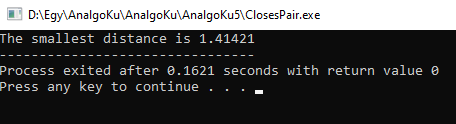 D:\Egy\AnalgoKu\AnalgoKu\AnalgoKu5\ClosesPair.exe
The smallest distance is 1.41421
--------------------------------
Process exited after 0.1621 seconds with return value 0
Press any key to continue . . .